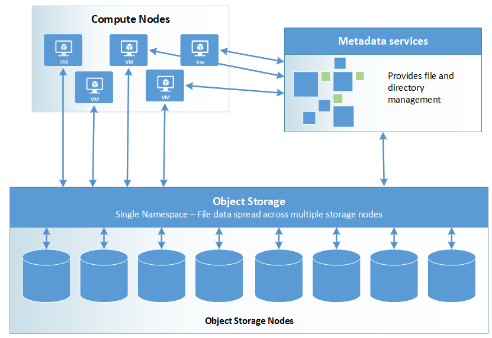 Compute Nodes
VM
VM
Vm
VM
VM
Metadata services
Provides file and
directory
management
Object Storage
Single Namespace – File data spread across multiple storage nodes
Object Storage Nodes